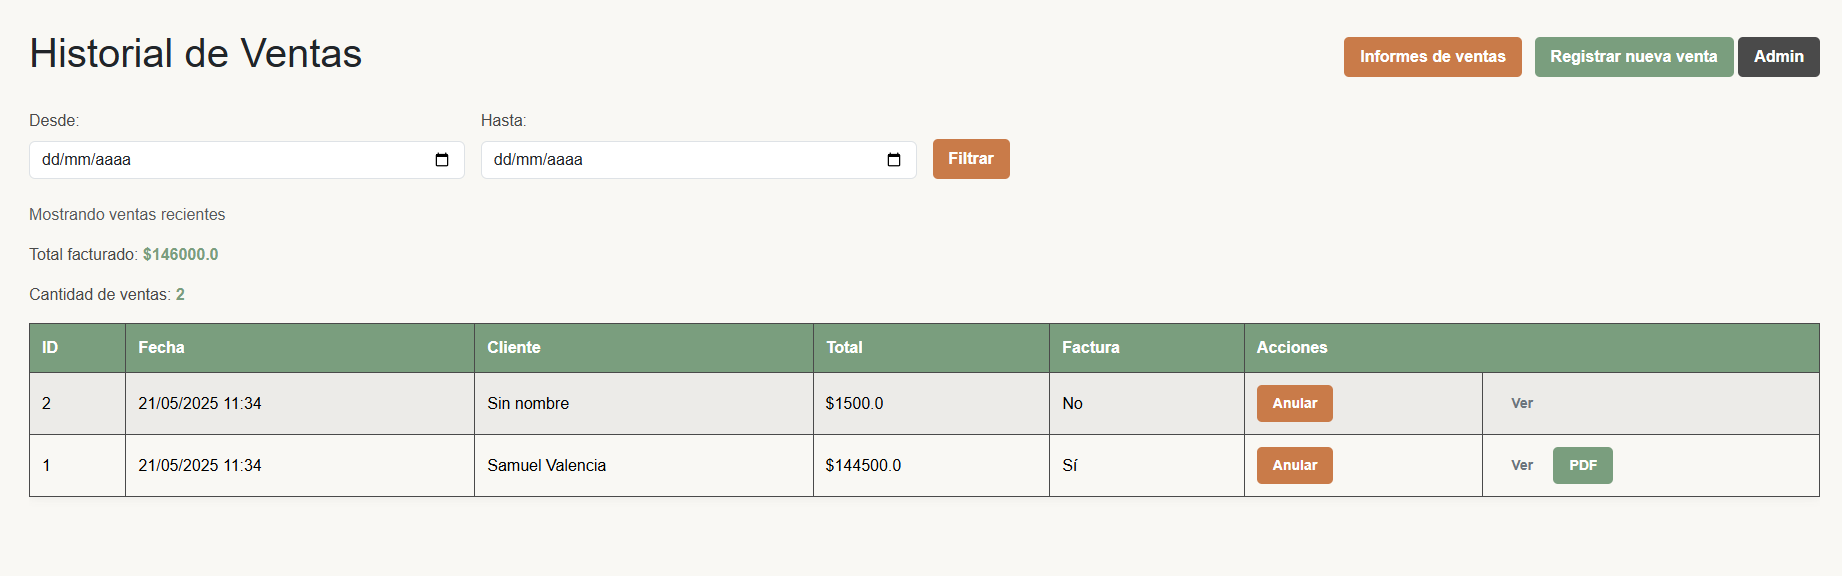 Historial de Ventas
Informes de ventas
Registrar nueva venta
Admin
Desde:
Hasta:
dd/mm/aaaa
dd/mm/aaaa
Filtrar
Mostrando ventas recientes
Total facturado: $146000.0
Cantidad de ventas: 2
ID Fecha Cliente Total Factura Acciones
2 21/05/2025 11:34 Sin nombre $1500.0 No Anular Ver
1 21/05/2025 11:34 Samuel Valencia $144500.0 Sí Anular Ver PDF